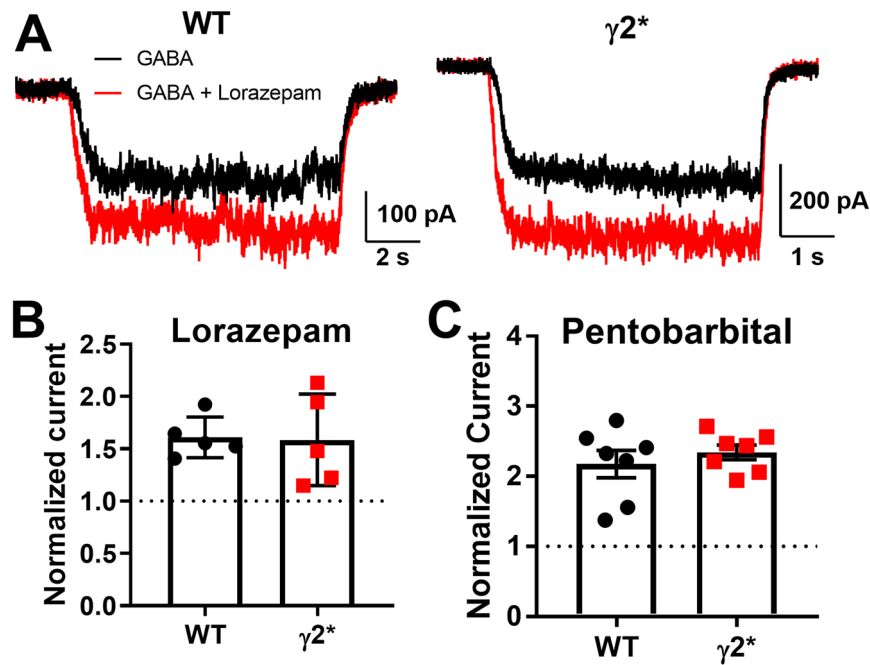 A
WT
γ2*
GABA
GABA + Lorazepam
100 pA
2 s
200 pA
1 s
B
Lorazepam
Normalized current
2.5
2.0
1.5
1.0
0.5
0.0
WT
γ2*
C
Pentobarbital
Normalized Current
4
3
2
1
0
WT
γ2*